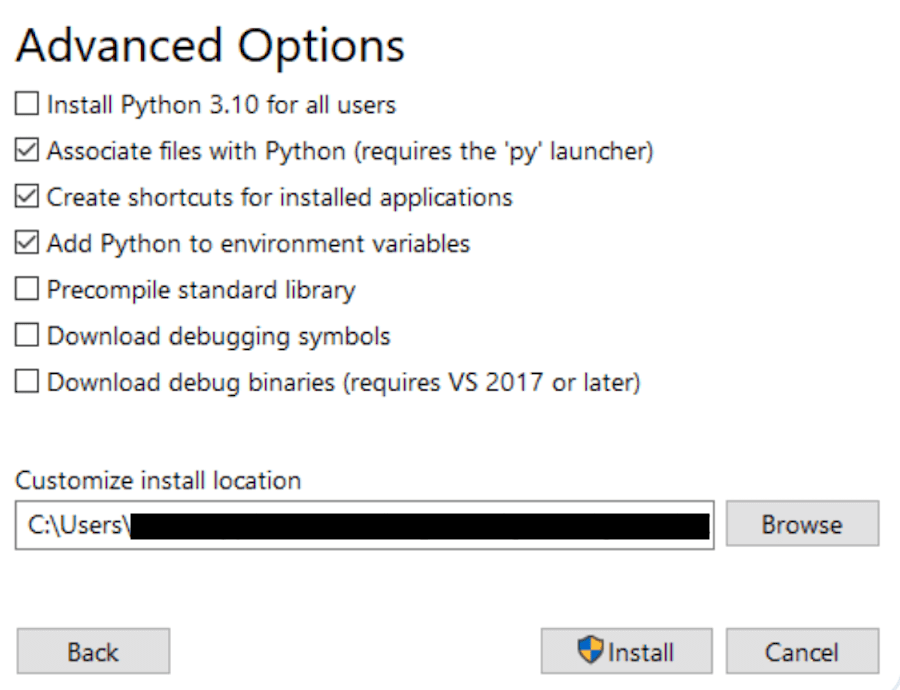 Advanced Options
Install Python 3.10 for all users
Associate files with Python (requires the 'py' launcher)
Create shortcuts for installed applications
Add Python to environment variables
Precompile standard library
Download debugging symbols
Download debug binaries (requires VS 2017 or later)
Customize install location
C:\Users\
Browse
Back
Install
Cancel